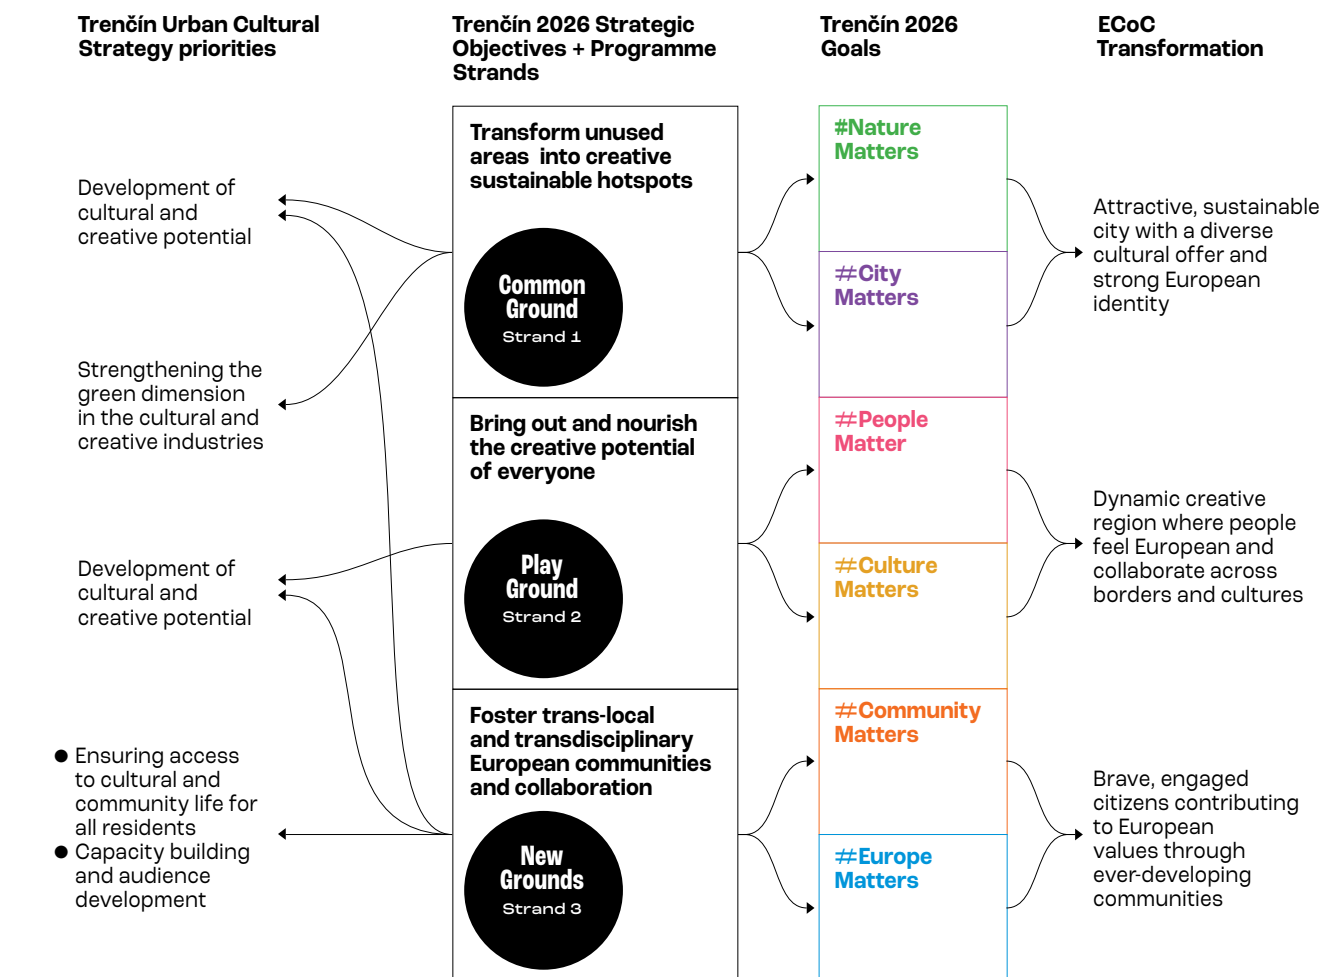 Trenčín Urban Cultural
Strategy priorities
Development of
cultural and
creative potential
Strengthening the
green dimension
in the cultural and
creative industries
Development of
cultural and
creative potential
● Ensuring access
to cultural and
community life for
all residents
● Capacity building
and audience
development
Trenčín 2026 Strategic
Objectives + Programme
Strands
Transform unused
areas into creative
sustainable hotspots
Common
Ground
Strand 1
Bring out and nourish
the creative potential
of everyone
Play
Ground
Strand 2
Foster trans-local
and transdisciplinary
European communities
and collaboration
New
Grounds
Strand 3
Trenčín 2026
Goals
#Nature
Matters
#City
Matters
#People
Matter
#Culture
Matters
#Community
Matters
#Europe
Matters
ECoC
Transformation
Attractive, sustainable
city with a diverse
cultural offer and
strong European
identity
Dynamic creative
region where people
feel European and
collaborate across
borders and cultures
Brave, engaged
citizens contributing
to European
values through
ever-developing
communities